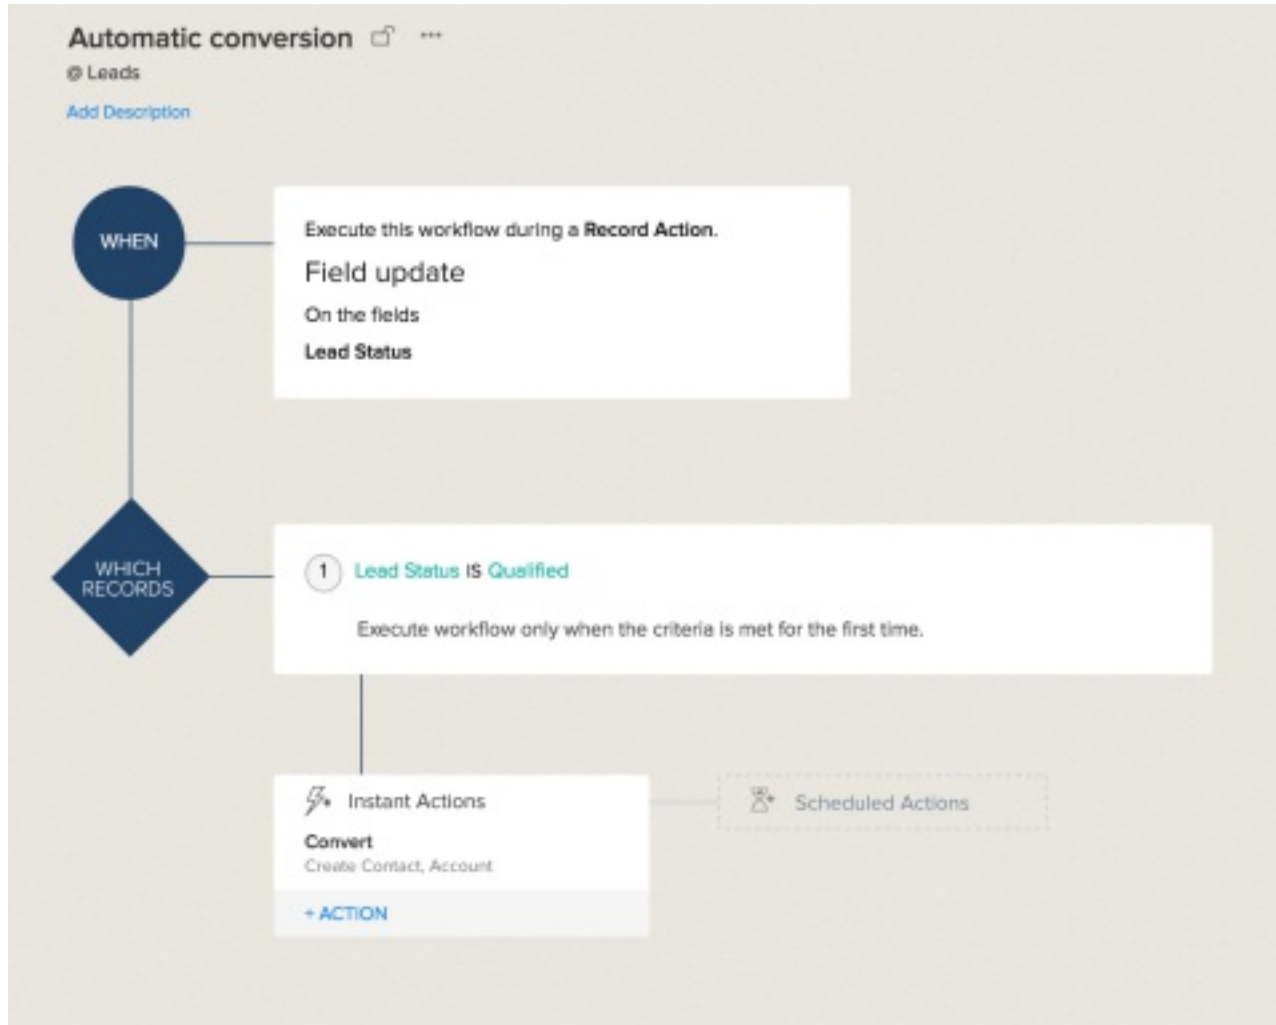 Automatic conversion
@ Leads
Add Description
WHEN
Execute this workflow during a Record Action.
Field update
On the fields
Lead Status
WHICH
RECORDS
1 Lead Status IS Qualified
Execute workflow only when the criteria is met for the first time.
Instant Actions
Scheduled Actions
Convert
Create Contact, Account
+ ACTION